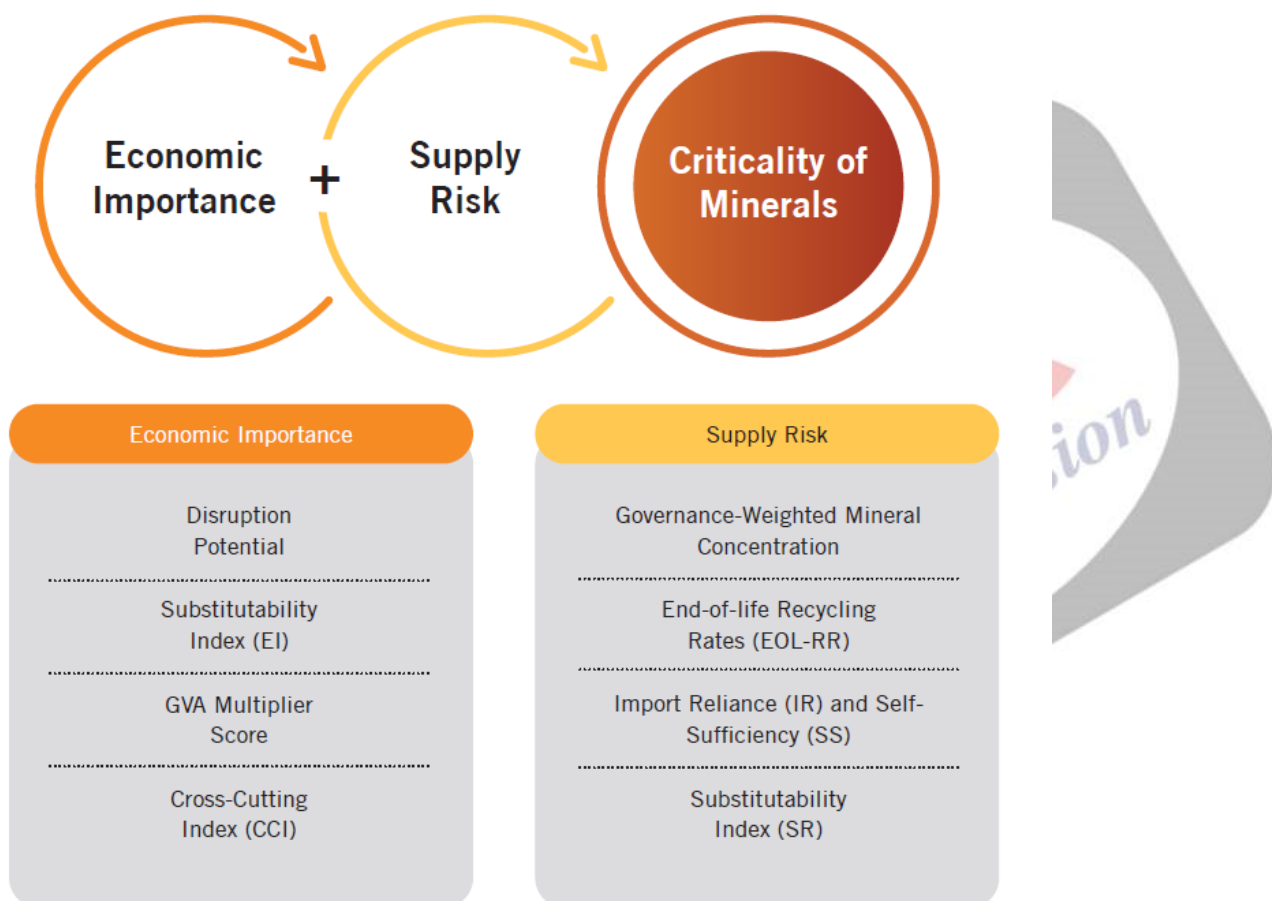 Economic
Importance
+
Supply
Risk
Criticality of
Minerals
Economic Importance
Disruption
Potential
Substitutability
Index (EI)
GVA Multiplier
Score
Cross-Cutting
Index (CCI)
Supply Risk
Governance-Weighted Mineral
Concentration
End-of-life Recycling
Rates (EOL-RR)
Import Reliance (IR) and Self-
Sufficiency (SS)
Substitutability
Index (SR)